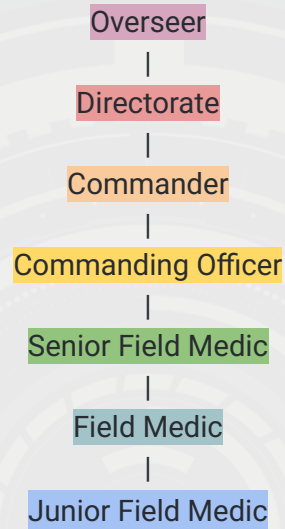 Overseer
|
Directorate
|
Commander
|
Commanding Officer
|
Senior Field Medic
|
Field Medic
|
Junior Field Medic